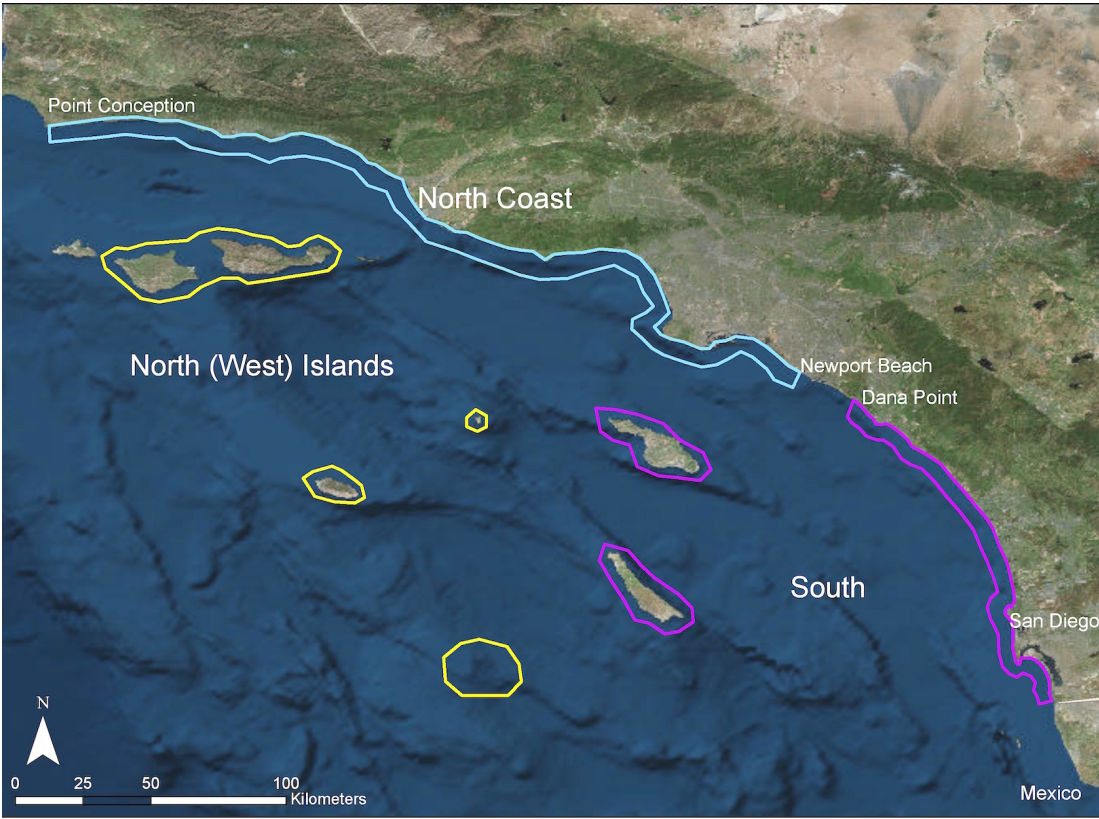 Point Conception
North Coast
North (West) Islands
Newport Beach
Dana Point
South
San Diego
N
0 25 50 100
Kilometers
Mexico